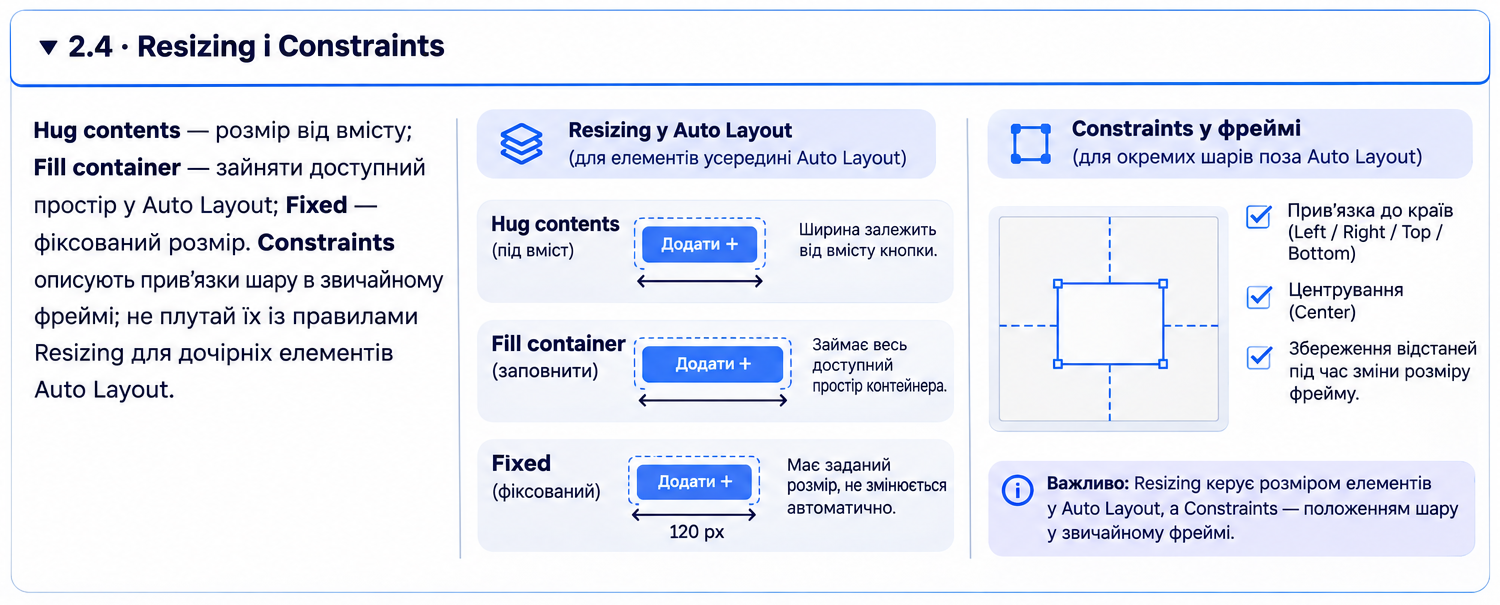 ▼ 2.4 · Resizing і Constraints
Hug contents — розмір від вмісту;
Fill container — зайняти доступний
простір у Auto Layout; Fixed —
фіксований розмір. Constraints
описують прив’язки шару в звичайному
фреймі; не плутай їх із правилами
Resizing для дочірніх елементів
Auto Layout.
Resizing у Auto Layout
(для елементів усередині Auto Layout)
Hug contents
(під вміст)
Додати +
Ширина залежить
від вмісту кнопки.
Fill container
(заповнити)
Додати +
Займає весь
доступний
простір контейнера.
Fixed
(фіксований)
Додати +
120 px
Має заданий
розмір, не змінюється
автоматично.
Constraints у фреймі
(для окремих шарів поза Auto Layout)
Прив’язка до країв
(Left / Right / Top /
Bottom)
Центрування
(Center)
Збереження відстаней
під час зміни розміру
фрейму.
Важливо: Resizing керує розміром елементів
у Auto Layout, а Constraints — положенням шару
у звичайному фреймі.